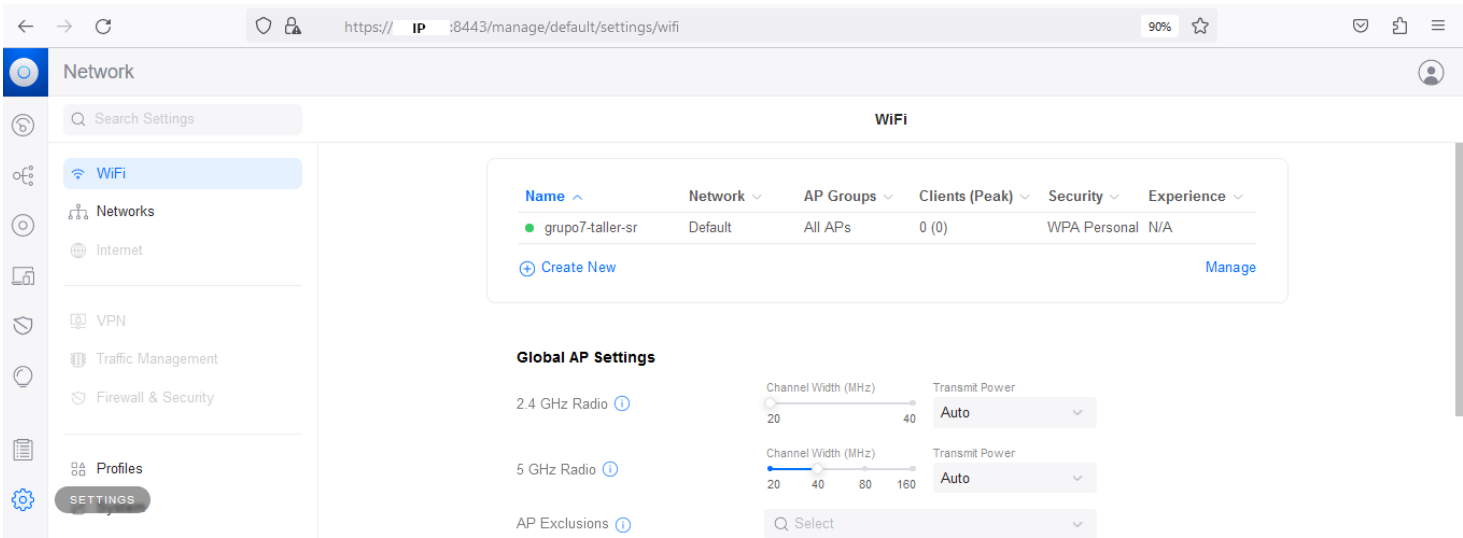 https:// IP :8443/manage/default/settings/wifi 90%
Network
Search Settings
WiFi
WiFi
Networks
Internet
VPN
Traffic Management
Firewall & Security
Profiles
SETTINGS
System
Name Network AP Groups Clients (Peak) Security Experience
grupo7-taller-sr Default All APs 0 (0) WPA Personal N/A
Create New Manage
Global AP Settings
Channel Width (MHz) Transmit Power
2.4 GHz Radio Auto
20 40
Channel Width (MHz) Transmit Power
5 GHz Radio Auto
20 40 80 160
AP Exclusions Select